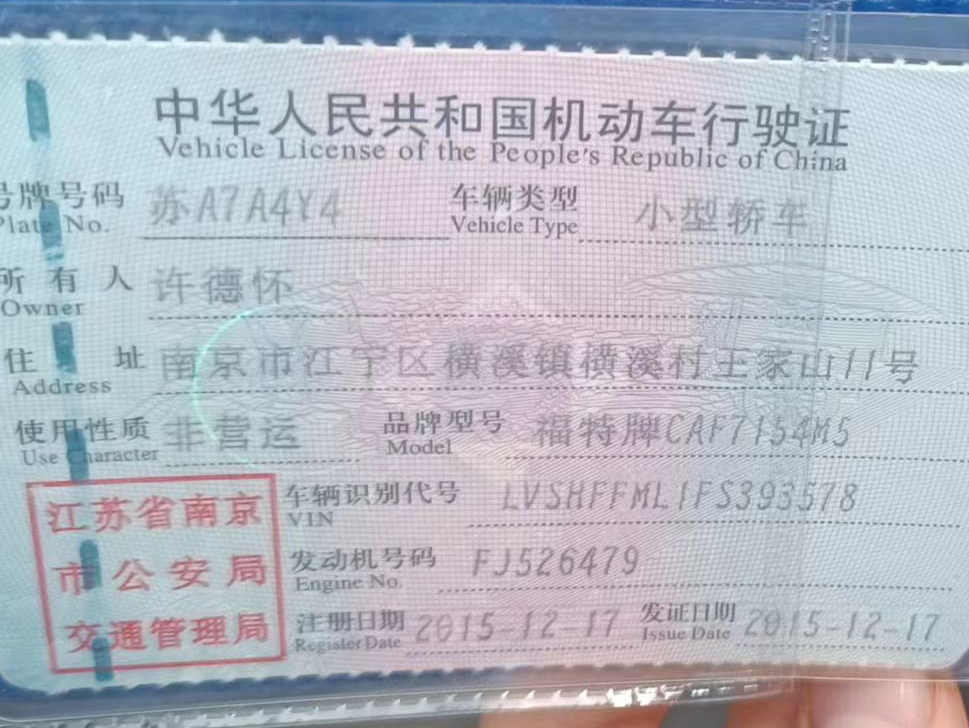 中华人民共和国机动车行驶证
Vehicle License of the People's Republic of China
号牌号码 苏A7A4Y4 车辆类型 小型轿车
Plate No. Vehicle Type
所有人 许德怀
Owner
住址 南京市江宁区横溪镇横溪村王家山11号
Address
使用性质 非营运 品牌型号 福特牌CAF7154M5
Use Character Model
江苏省南京
市公安局
交通管理局
车辆识别代号 LVSHFFML1FS393578
VIN
发动机号码 FJ526479
Engine No.
注册日期 2015-12-17 发证日期 2015-12-17
Register Date Issue Date